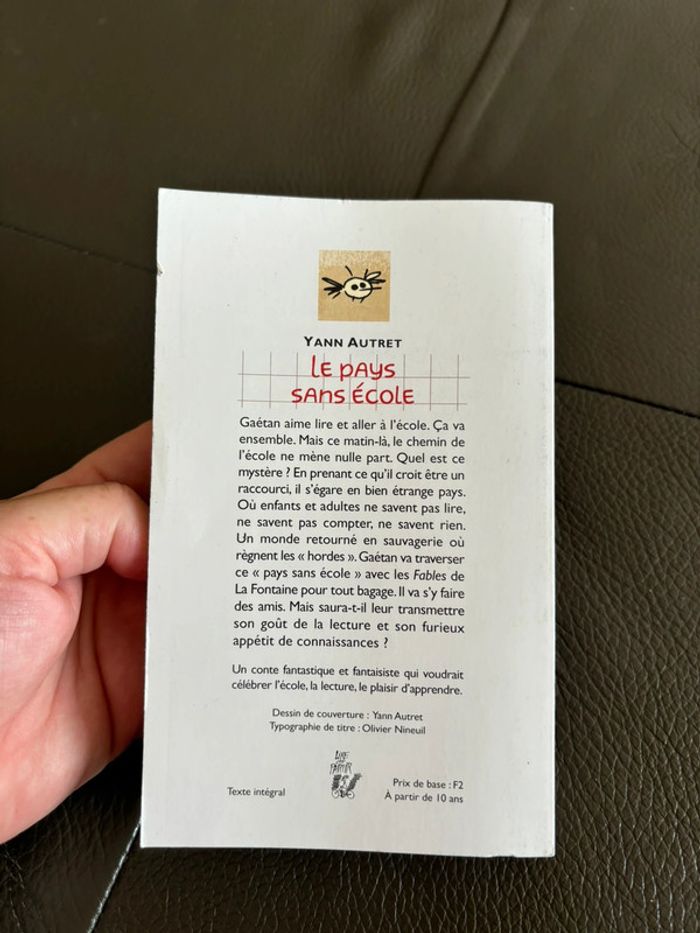 YANN AUTRET
LE PAYS
SANS ÉCOLE
Gaétan aime lire et aller à l'école. Ça va
ensemble. Mais ce matin-là, le chemin de
l'école ne mène nulle part. Quel est ce
mystère ? En prenant ce qu'il croit être un
raccourci, il s'égare en bien étrange pays.
Où enfants et adultes ne savent pas lire,
ne savent pas compter, ne savent rien.
Un monde retourné en sauvagerie où
règnent les « hordes ». Gaétan va traverser
ce « pays sans école » avec les Fables de
La Fontaine pour tout bagage. Il va s'y faire
des amis. Mais saura-t-il leur transmettre
son goût de la lecture et son furieux
appétit de connaissances ?
Un conte fantastique et fantaisiste qui voudrait
célébrer l'école, la lecture, le plaisir d'apprendre.
Dessin de couverture : Yann Autret
Typographie de titre : Olivier Nineuil
LIRE
PARTIR
Texte intégral
Prix de base : F2
À partir de 10 ans